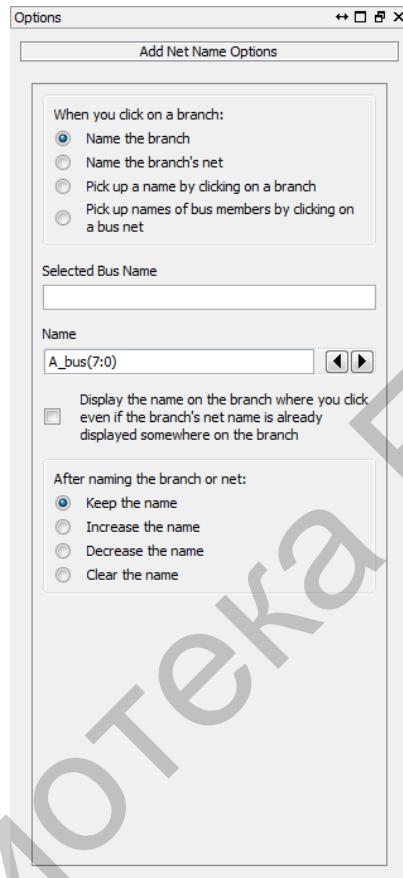 Options
Add Net Name Options
When you click on a branch:
Name the branch
Name the branch's net
Pick up a name by clicking on a branch
Pick up names of bus members by clicking on
a bus net
Selected Bus Name
Name
A_bus(7:0)
Display the name on the branch where you click
even if the branch's net name is already
displayed somewhere on the branch
After naming the branch or net:
Keep the name
Increase the name
Decrease the name
Clear the name